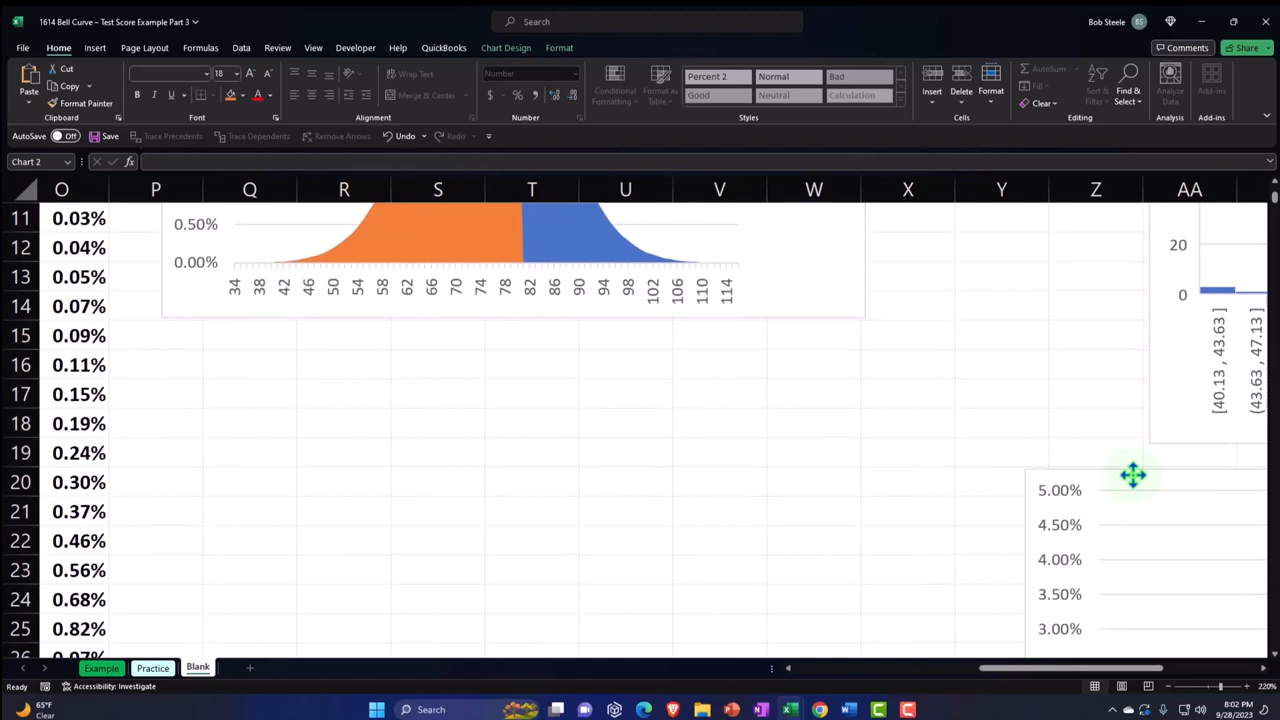 1614 Bell Curve ~ Test Score Example Part 3
Search
Bob Steele
BS
File Home Insert Page Layout Formulas Data Review View Developer Help QuickBooks Chart Design Format
Comments
Share
Paste
Cut
Copy
Format Painter
Clipboard
18
B I U
Font
Wrap Text
Merge & Center
Alignment
Number
$ % ,
Number
Conditional Formatting
Format as Table
Percent 2 Normal Bad
Good Neutral Calculation
Styles
Insert Delete Format
Cells
AutoSum
Fill
Clear
Sort & Filter
Find & Select
Editing
Analyze Data
Analysis
Add-ins
Add-ins
AutoSave Off Save Trace Precedents Trace Dependents Remove Arrows Undo Redo
Chart 2
fx
O P Q R S T U V W X Y Z AA
11 0.03%
12 0.04%
13 0.05%
14 0.07%
15 0.09%
16 0.11%
17 0.15%
18 0.19%
19 0.24%
20 0.30%
21 0.37%
22 0.46%
23 0.56%
24 0.68%
25 0.82%
26 0.97%
0.50%
0.00%
34 38 42 46 50 54 58 62 66 70 74 78 82 86 90 94 98 102 106 110 114
20
0
[40.13 , 43.63 ]
(43.63 , 47.13 ]
5.00%
4.50%
4.00%
3.50%
3.00%
Example Practice Blank
Ready
Accessibility: Investigate
220%
65°F
Clear
Search
8:02 PM
9/28/2023